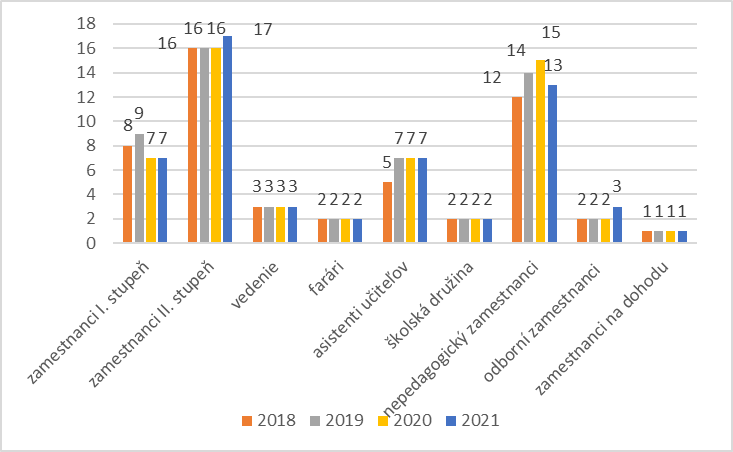 18
16
14
12
10
8
6
4
2
0
8 9 7 7
16 16 16 17
3 3 3 3
2 2 2 2
5 7 7 7
2 2 2 2
12 14 15 13
2 2 2 3
1 1 1 1
zamestnanci I. stupeň
zamestnanci II. stupeň
vedenie
farári
asistenti učiteľov
školská družina
nepedagogický zamestnanci
odborní zamestnanci
zamestnanci na dohodu
2018 2019 2020 2021